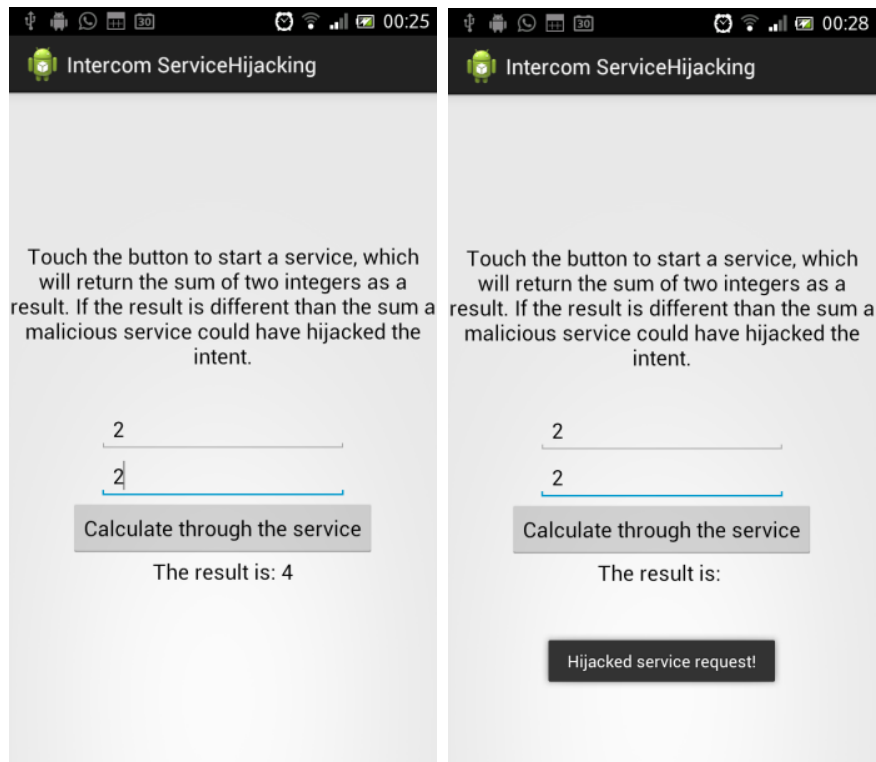 30
00:25
Intercom ServiceHijacking
Touch the button to start a service, which
will return the sum of two integers as a
result. If the result is different than the sum a
malicious service could have hijacked the
intent.
2
2
Calculate through the service
The result is: 4
30
00:28
Intercom ServiceHijacking
Touch the button to start a service, which
will return the sum of two integers as a
result. If the result is different than the sum a
malicious service could have hijacked the
intent.
2
2
Calculate through the service
The result is:
Hijacked service request!